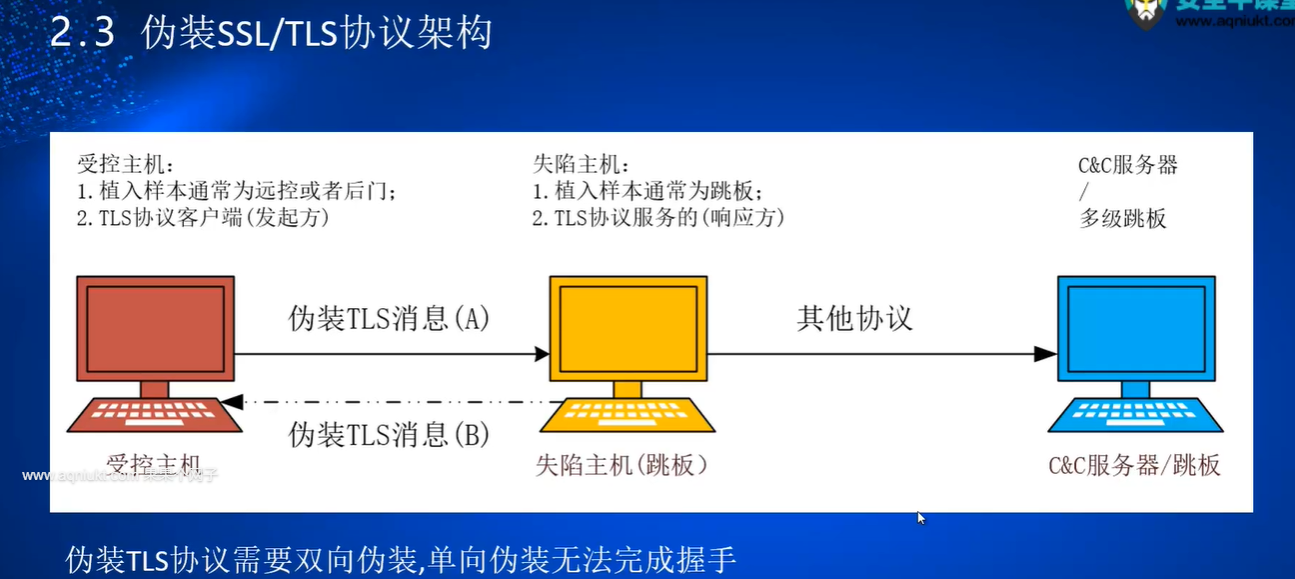 2.3 伪装SSL/TLS协议架构
安全牛课堂
www.aqniukt.com
受控主机:
1.植入样本通常为远控或者后门;
2.TLS协议客户端(发起方)
失陷主机:
1.植入样本通常为跳板;
2.TLS协议服务的(响应方)
C&C服务器
/
多级跳板
伪装TLS消息(A)
其他协议
伪装TLS消息(B)
受控主机
失陷主机(跳板)
C&C服务器/跳板
www.aqniukt.com
伪装TLS协议需要双向伪装,单向伪装无法完成握手